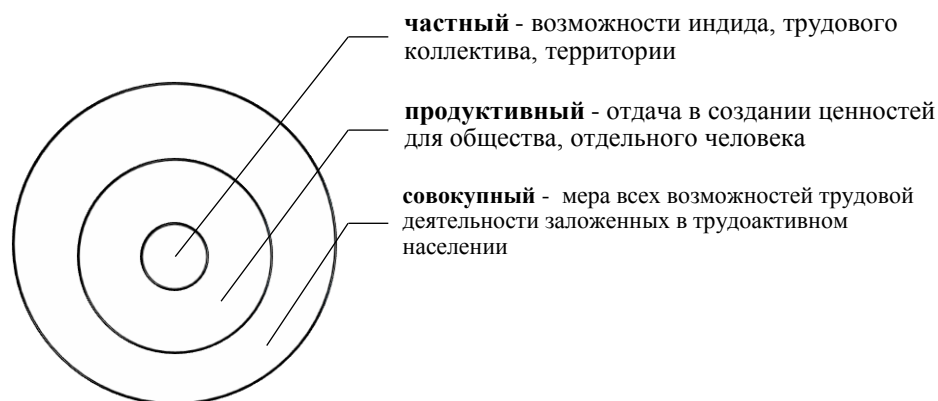 частный - возможности индида, трудового
коллектива, территории
продуктивный - отдача в создании ценностей
для общества, отдельного человека
совокупный - мера всех возможностей трудовой
деятельности заложенных в трудоактивном
населении